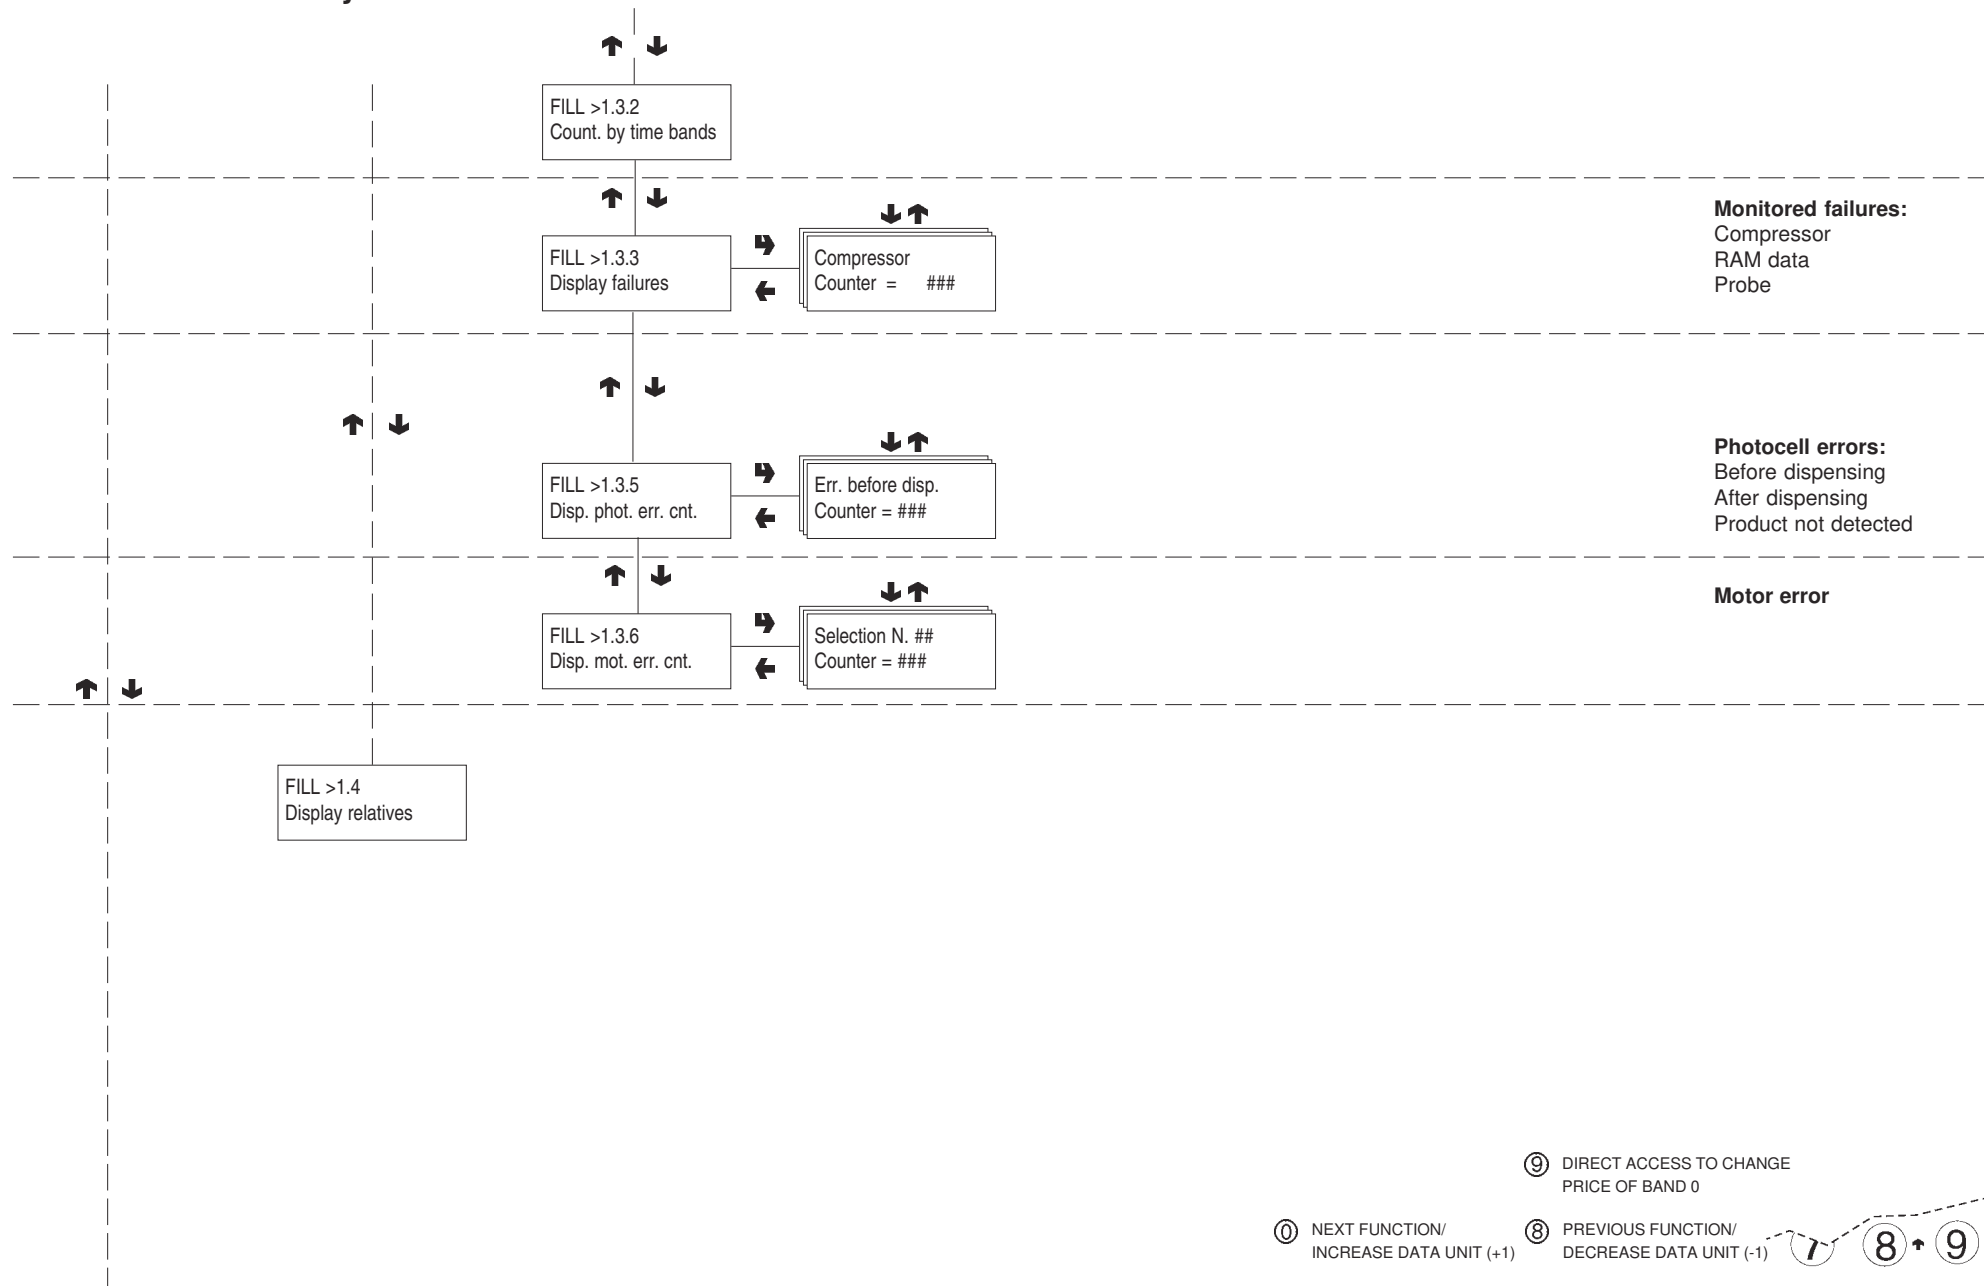 FILL >1.3.2
Count. by time bands
FILL >1.3.3
Display failures
Compressor
Counter = ###
Monitored failures:
Compressor
RAM data
Probe
FILL >1.3.5
Disp. phot. err. cnt.
Err. before disp.
Counter = ###
Photocell errors:
Before dispensing
After dispensing
Product not detected
FILL >1.3.6
Disp. mot. err. cnt.
Selection N. ##
Counter = ###
Motor error
FILL >1.4
Display relatives
9 DIRECT ACCESS TO CHANGE
PRICE OF BAND 0
0 NEXT FUNCTION/
INCREASE DATA UNIT (+1)
8 PREVIOUS FUNCTION/
DECREASE DATA UNIT (-1)
7 8 9